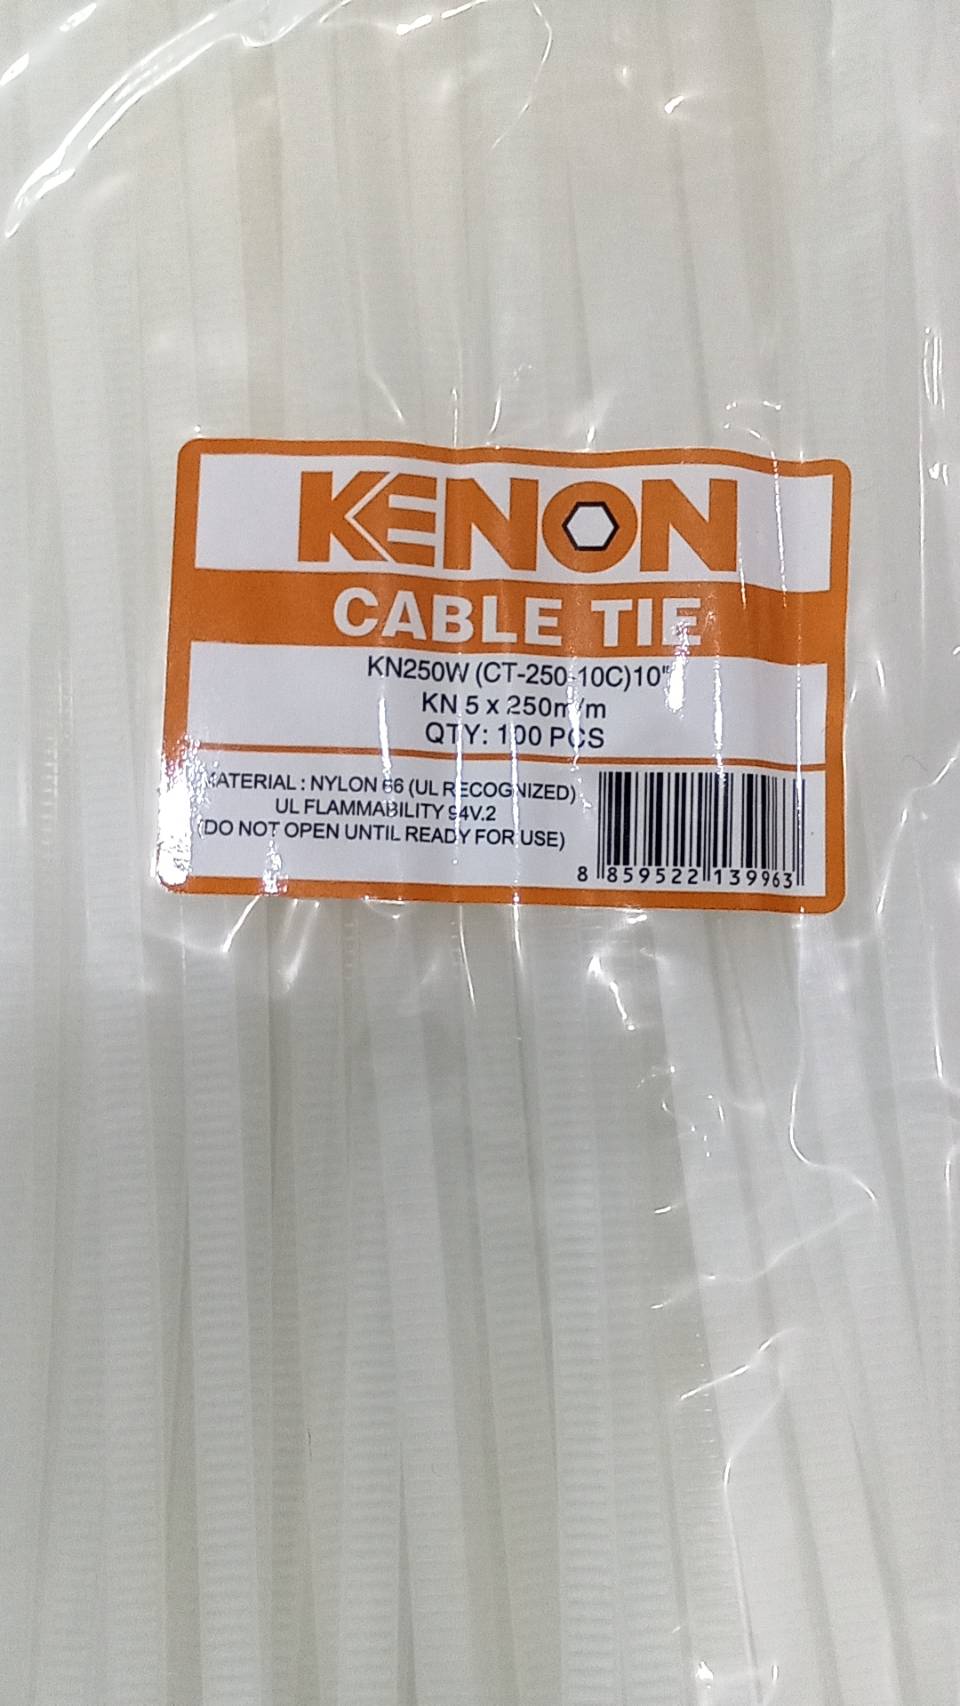 KENON
CABLE TIE
KN250W (CT-250-10C)10"
KN 5 x 250m/m
QTY: 100 PCS
MATERIAL : NYLON 66 (UL RECOGNIZED)
UL FLAMMABILITY 94V.2
(DO NOT OPEN UNTIL READY FOR USE)
8 859522 139963